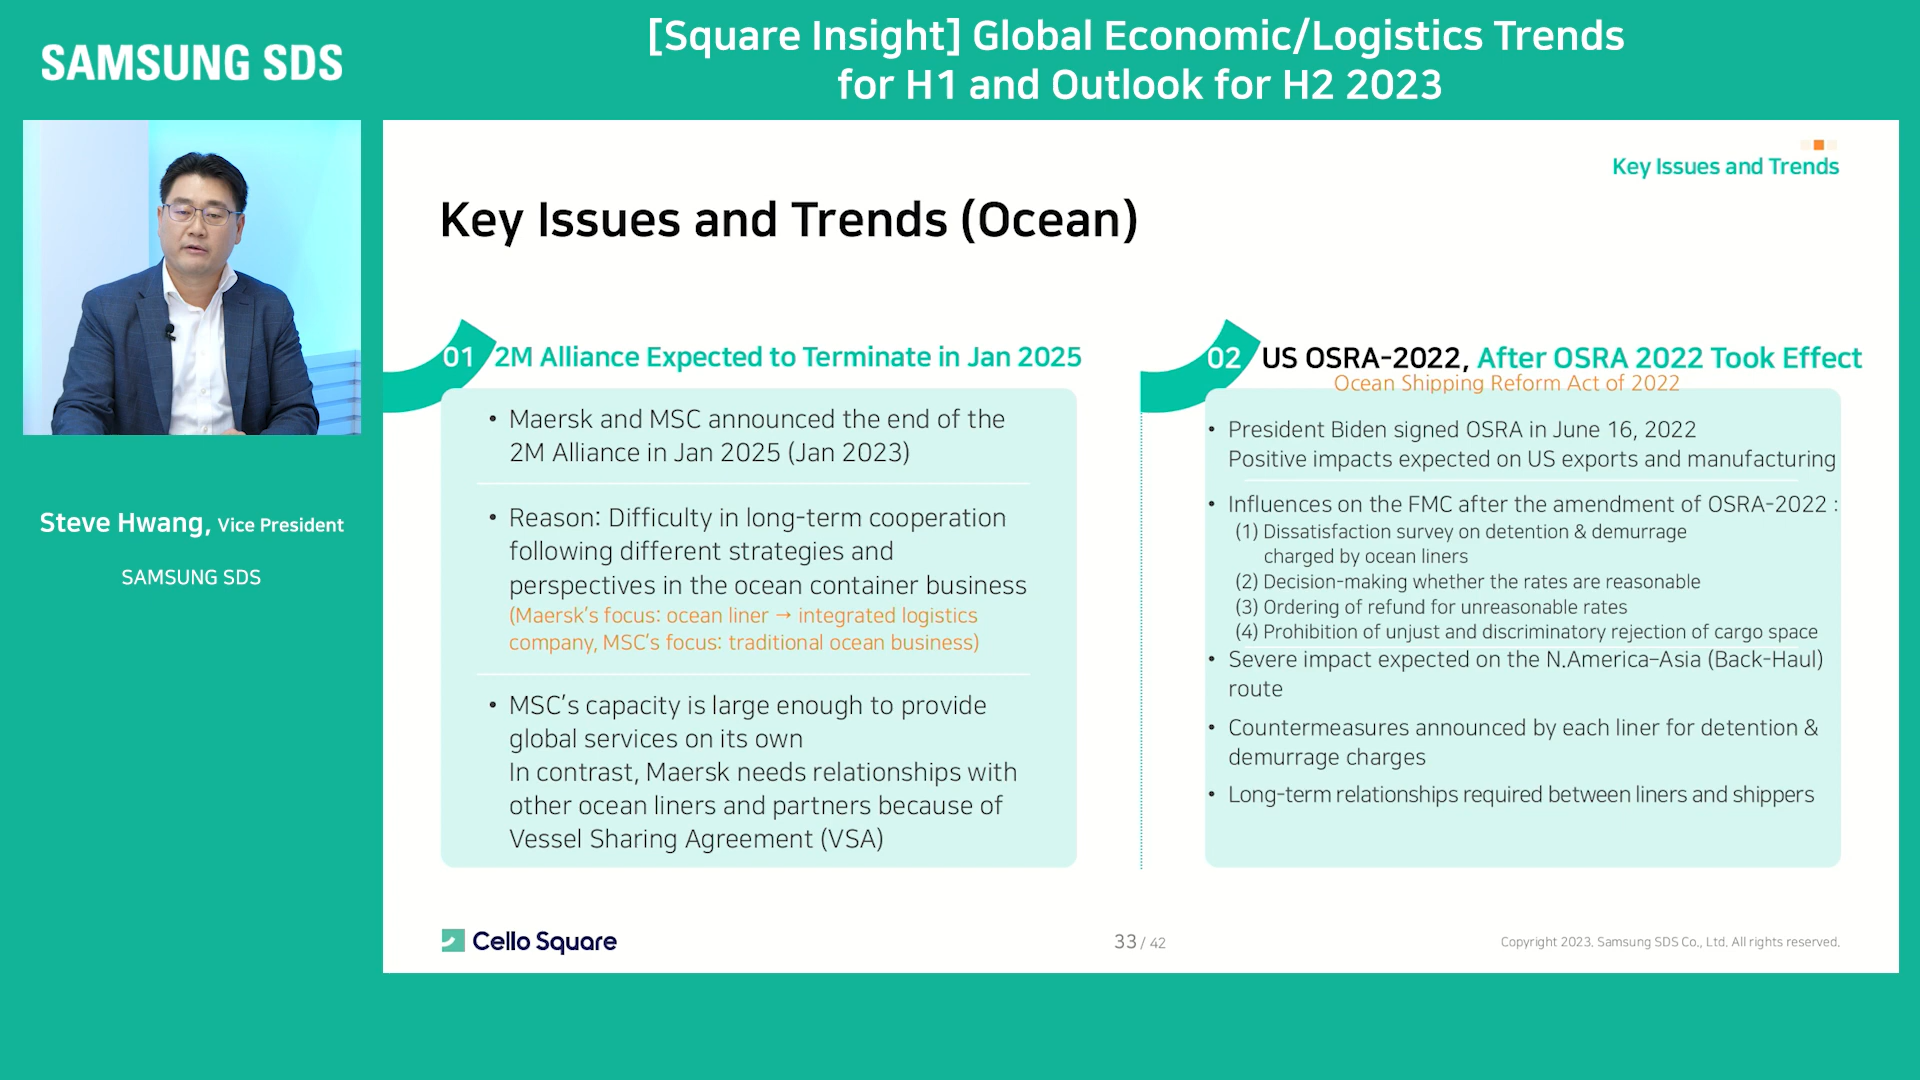 SAMSUNG SDS
[Square Insight] Global Economic/Logistics Trends
for H1 and Outlook for H2 2023
Steve Hwang, Vice President
SAMSUNG SDS
Key Issues and Trends
Key Issues and Trends (Ocean)
01 2M Alliance Expected to Terminate in Jan 2025
• Maersk and MSC announced the end of the
2M Alliance in Jan 2025 (Jan 2023)
• Reason: Difficulty in long-term cooperation
following different strategies and
perspectives in the ocean container business
(Maersk's focus: ocean liner → integrated logistics
company, MSC's focus: traditional ocean business)
• MSC's capacity is large enough to provide
global services on its own
In contrast, Maersk needs relationships with
other ocean liners and partners because of
Vessel Sharing Agreement (VSA)
02 US OSRA-2022, After OSRA 2022 Took Effect
Ocean Shipping Reform Act of 2022
• President Biden signed OSRA in June 16, 2022
Positive impacts expected on US exports and manufacturing
• Influences on the FMC after the amendment of OSRA-2022 :
(1) Dissatisfaction survey on detention & demurrage
charged by ocean liners
(2) Decision-making whether the rates are reasonable
(3) Ordering of refund for unreasonable rates
(4) Prohibition of unjust and discriminatory rejection of cargo space
• Severe impact expected on the N.America-Asia (Back-Haul)
route
• Countermeasures announced by each liner for detention &
demurrage charges
• Long-term relationships required between liners and shippers
Cello Square
33 / 42
Copyright 2023. Samsung SDS Co., Ltd. All rights reserved.